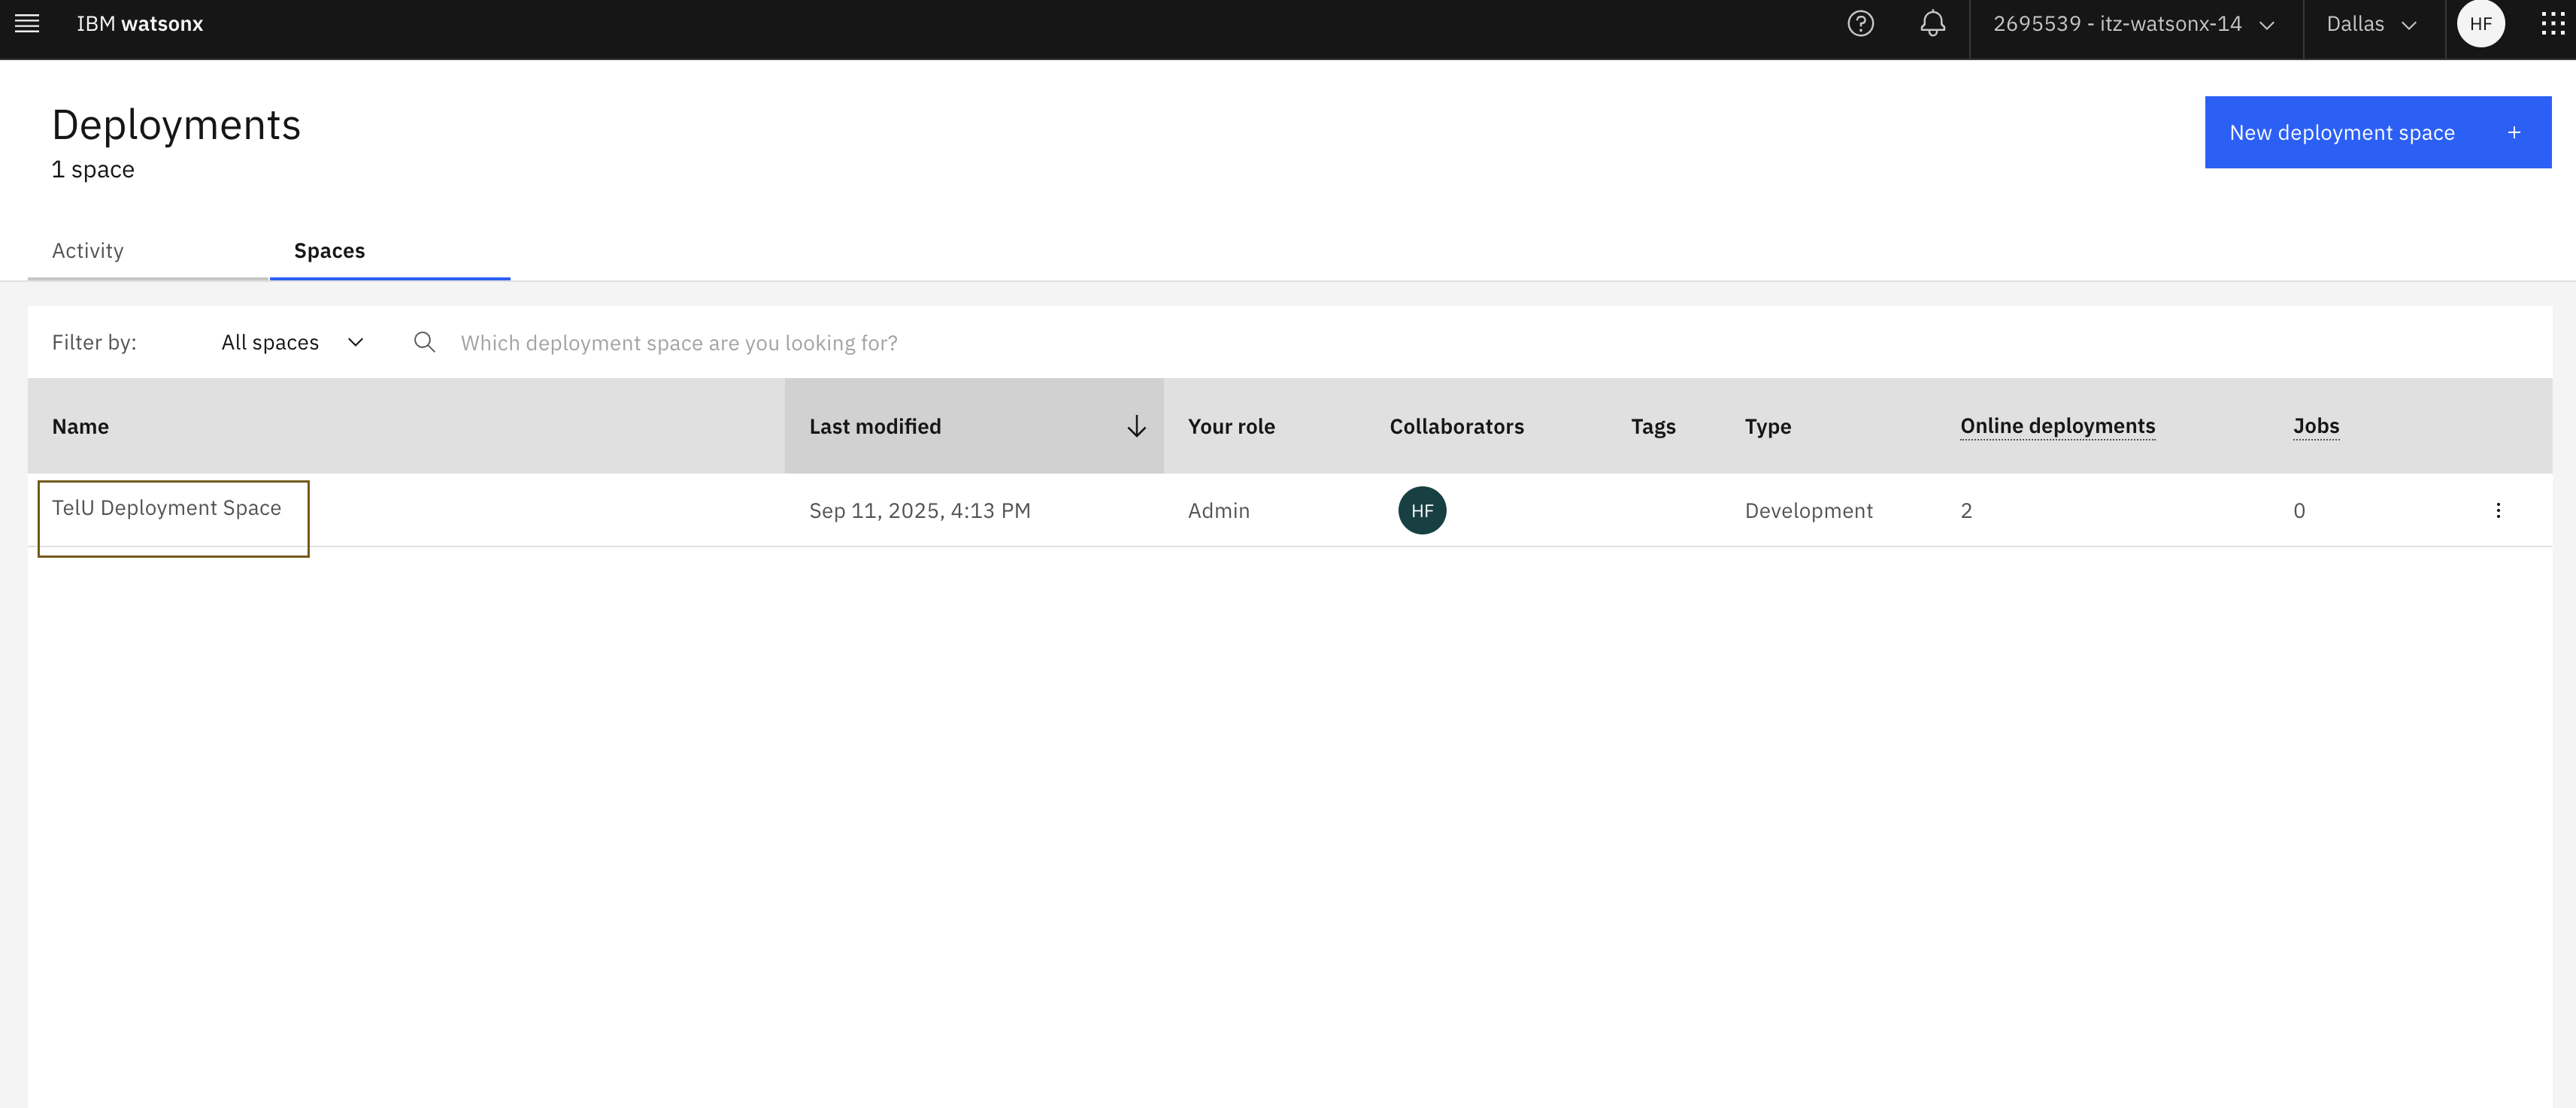 IBM watsonx
2695539 - itz-watsonx-14
Dallas
HF
Deployments
1 space
New deployment space +
Activity
Spaces
Filter by:
All spaces
Which deployment space are you looking for?
Name
Last modified
Your role
Collaborators
Tags
Type
Online deployments
Jobs
TelU Deployment Space
Sep 11, 2025, 4:13 PM
Admin
HF
Development
2
0